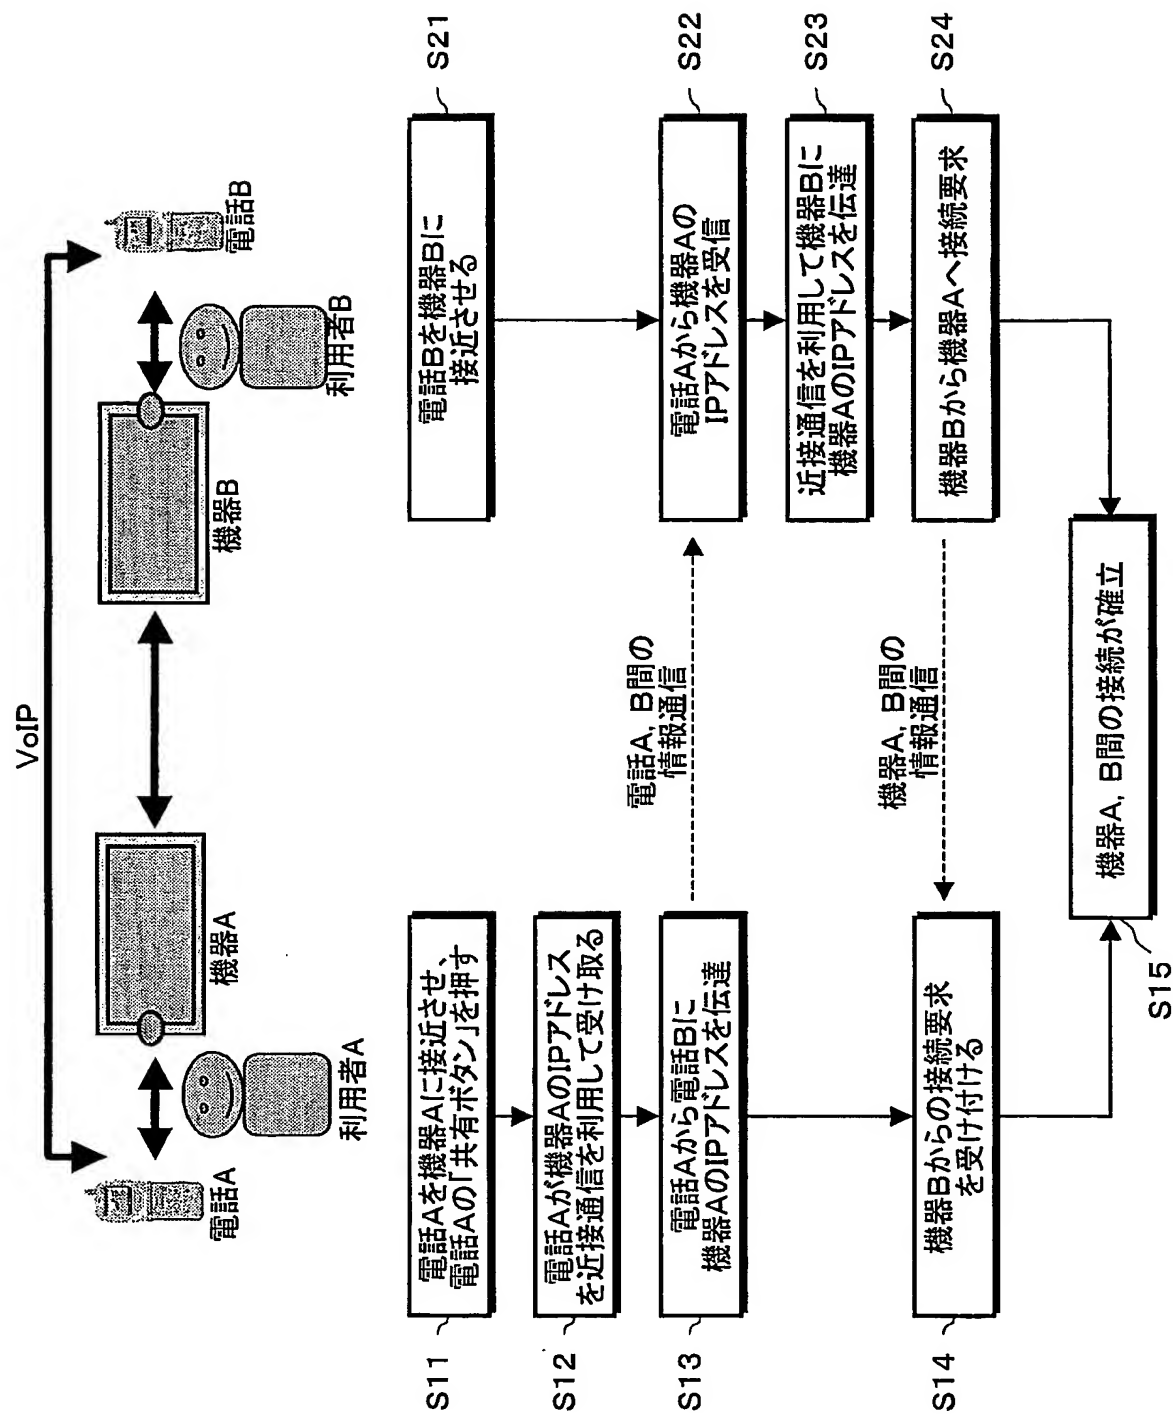 VoIP
電話A
利用者A
機器A
機器B
利用者B
電話B
S11
電話Aを機器Aに接近させ、
電話Aの「共有ボタン」を押す
S12
電話Aが機器AのIPアドレス
を近接通信を利用して受け取る
S13
電話Aから電話Bに
機器AのIPアドレスを伝達
電話A, B間の
情報通信
S14
機器Bからの接続要求
を受け付ける
機器A, B間の
情報通信
S15
機器A, B間の接続が確立
S21
電話Bを機器Bに
接近させる
S22
電話Aから機器Aの
IPアドレスを受信
S23
近接通信を利用して機器Bに
機器AのIPアドレスを伝達
S24
機器Bから機器Aへ接続要求